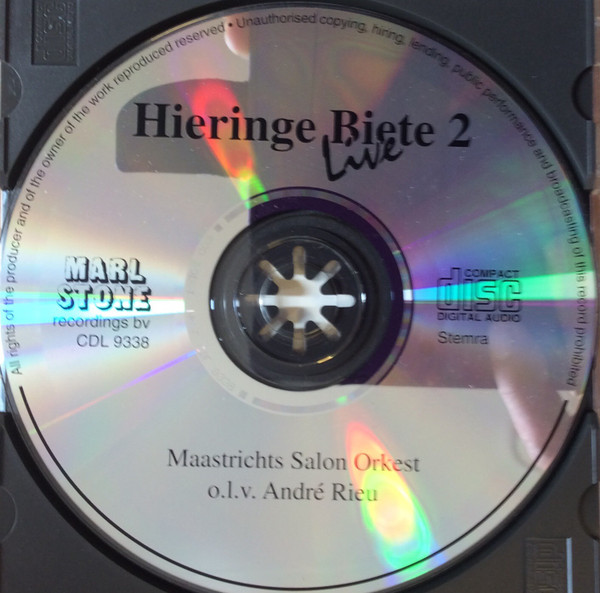 All rights of the producer and of the owner of the work reproduced reserved • Unauthorised copying, hiring, lending, public performance and broadcasting of this record prohibited
Hieringe Biete 2
Live
MARL
STONE
recordings bv
CDL 9338
COMPACT
disc
DIGITAL AUDIO
Stemra
Maastrichts Salon Orkest
o.l.v. André Rieu